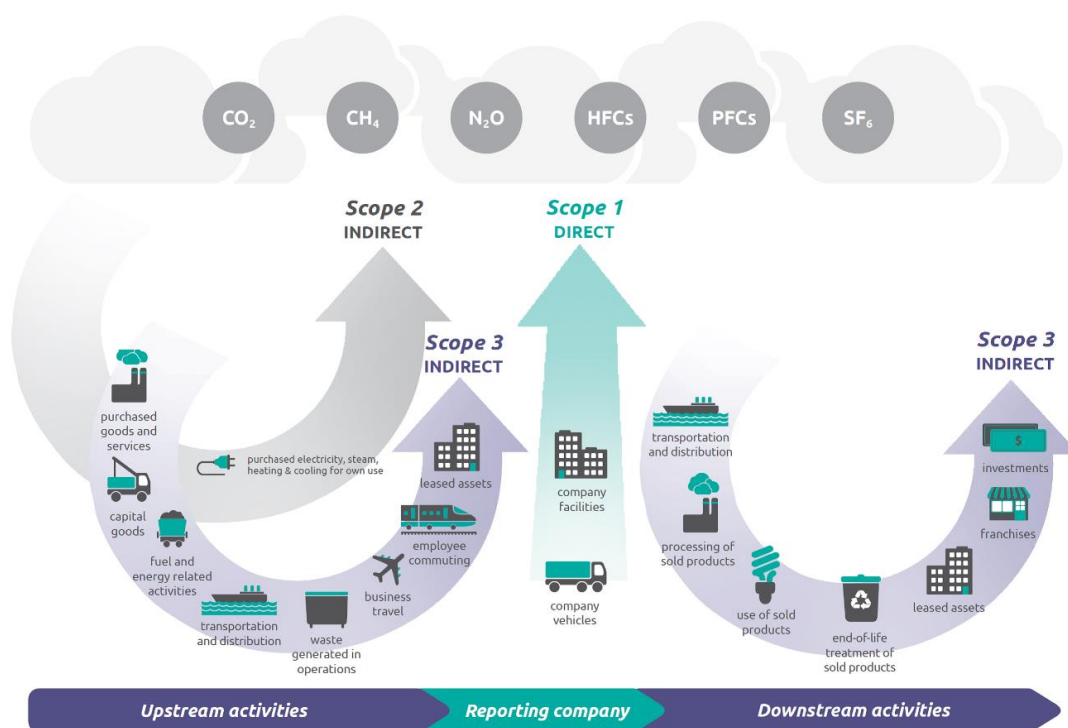 CO₂
CH₄
N₂O
HFCs
PFCs
SF₆
Scope 2
INDIRECT
Scope 1
DIRECT
Scope 3
INDIRECT
Scope 3
INDIRECT
purchased
goods and
services
capital
goods
fuel and
energy related
activities
purchased electricity, steam,
heating & cooling for own use
transportation
and distribution
waste
generated in
operations
business
travel
employee
commuting
leased assets
company
facilities
company
vehicles
transportation
and distribution
processing of
sold products
use of sold
products
end-of-life
treatment of
sold products
leased assets
franchises
$
investments
Upstream activities
Reporting company
Downstream activities